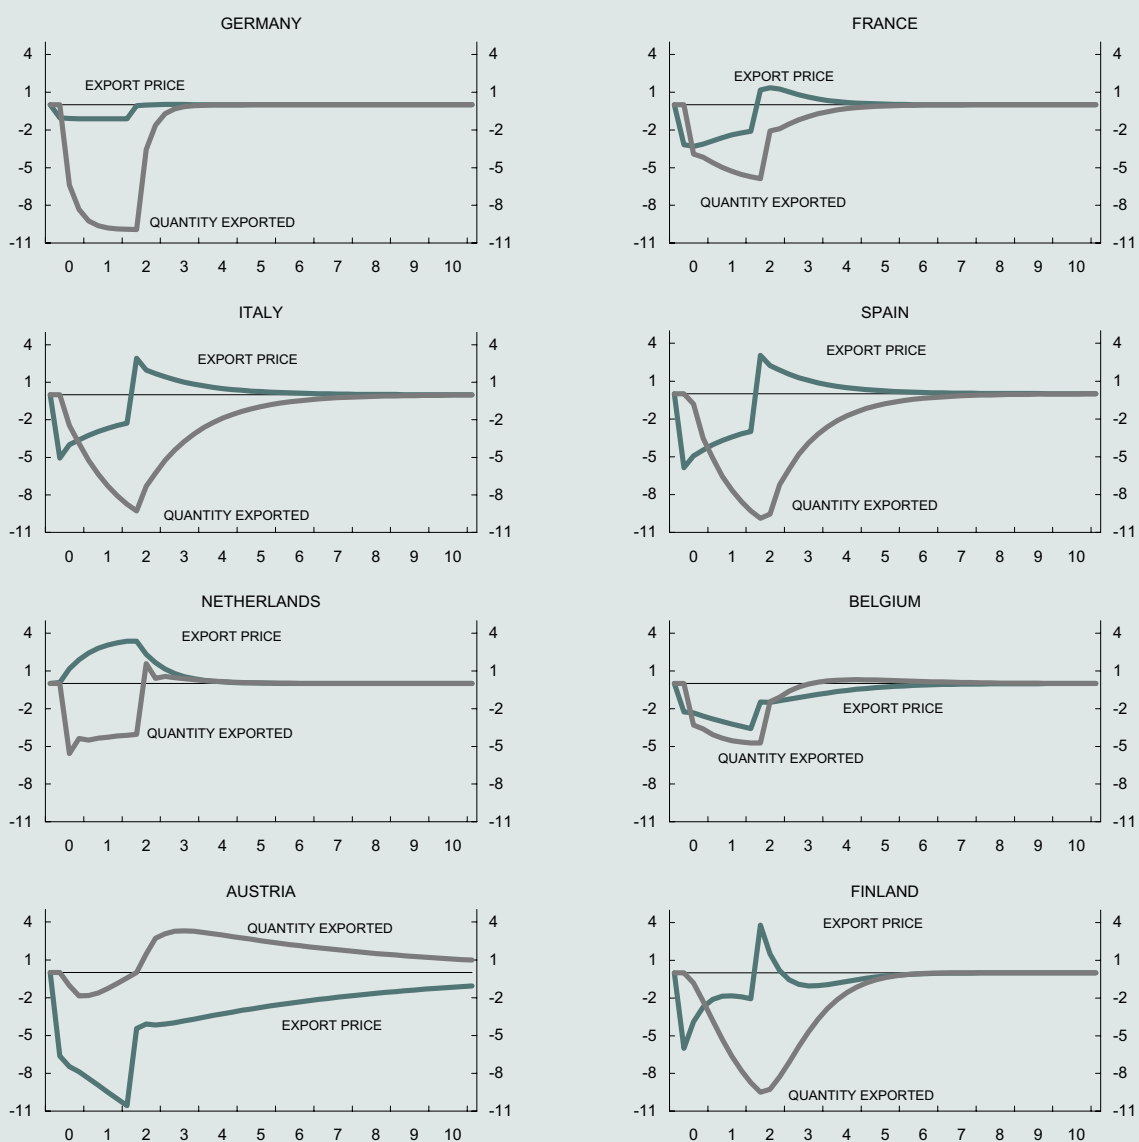 GERMANY
4 4
EXPORT PRICE
1 1
-2 -2
-5 -5
-8 -8
QUANTITY EXPORTED
-11 -11
0 1 2 3 4 5 6 7 8 9 10
FRANCE
4 4
EXPORT PRICE
1 1
-2 -2
-5 -5
QUANTITY EXPORTED
-8 -8
-11 -11
0 1 2 3 4 5 6 7 8 9 10
ITALY
4 4
EXPORT PRICE
1 1
-2 -2
-5 -5
-8 -8
QUANTITY EXPORTED
-11 -11
0 1 2 3 4 5 6 7 8 9 10
SPAIN
4 4
EXPORT PRICE
1 1
-2 -2
-5 -5
-8 -8
QUANTITY EXPORTED
-11 -11
0 1 2 3 4 5 6 7 8 9 10
NETHERLANDS
4 4
EXPORT PRICE
1 1
-2 -2
QUANTITY EXPORTED
-5 -5
-8 -8
-11 -11
0 1 2 3 4 5 6 7 8 9 10
BELGIUM
4 4
1 1
-2 -2
EXPORT PRICE
-5 -5
QUANTITY EXPORTED
-8 -8
-11 -11
0 1 2 3 4 5 6 7 8 9 10
AUSTRIA
4 4
QUANTITY EXPORTED
1 1
-2 -2
EXPORT PRICE
-5 -5
-8 -8
-11 -11
0 1 2 3 4 5 6 7 8 9 10
FINLAND
4 4
EXPORT PRICE
1 1
-2 -2
-5 -5
-8 -8
QUANTITY EXPORTED
-11 -11
0 1 2 3 4 5 6 7 8 9 10